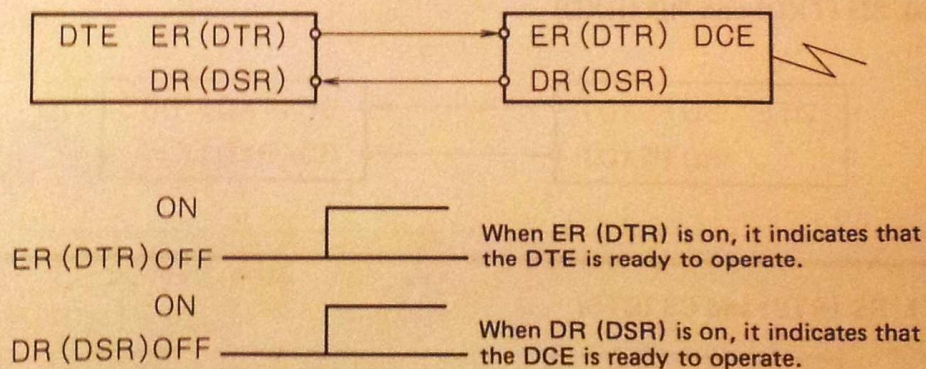 DTE ER (DTR) ER (DTR) DCE
DR (DSR) DR (DSR)
ON
ER (DTR) OFF
When ER (DTR) is on, it indicates that
the DTE is ready to operate.
ON
DR (DSR) OFF
When DR (DSR) is on, it indicates that
the DCE is ready to operate.